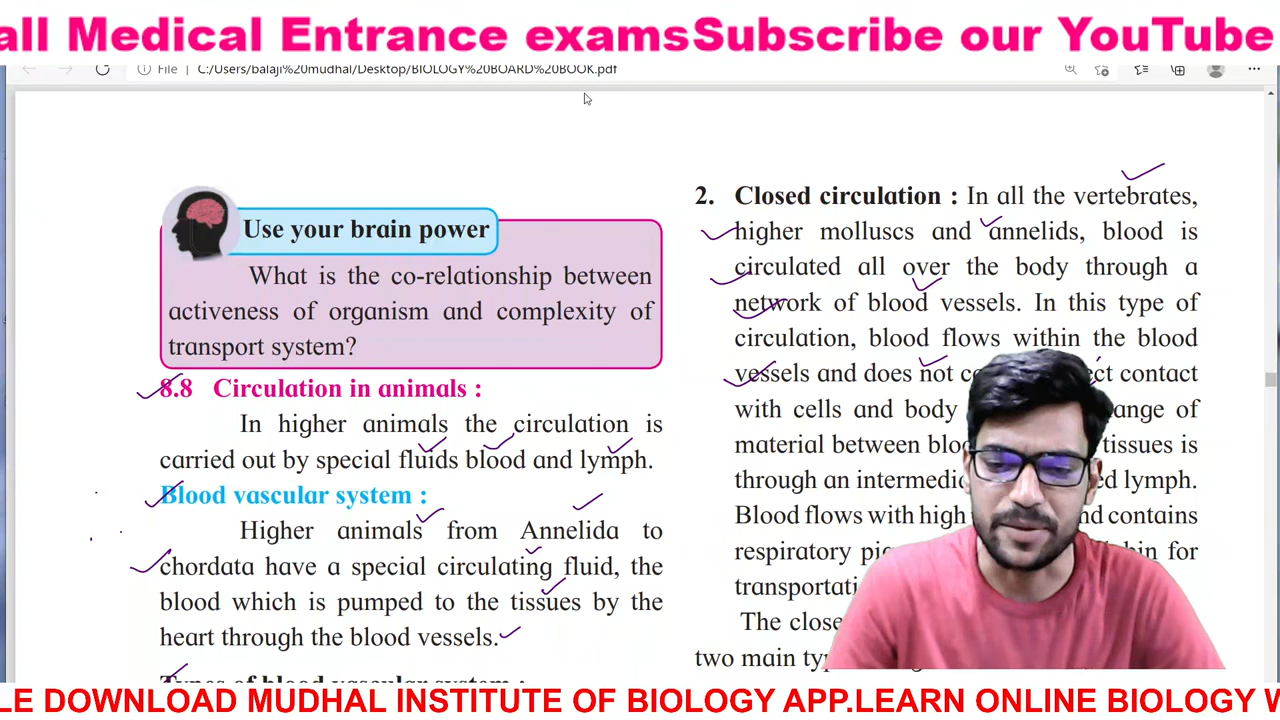 all Medical Entrance examsSubscribe our YouTube
File
C:/Users/balaji%20mudhal/Desktop/BIOLOGY%20BOARD%20BOOK.pdf
Use your brain power
What is the co-relationship between
activeness of organism and complexity of
transport system?
8.8 Circulation in animals :
In higher animals the circulation is
carried out by special fluids blood and lymph.
Blood vascular system :
Higher animals from Annelida to
chordata have a special circulating fluid, the
blood which is pumped to the tissues by the
heart through the blood vessels.
Types of blood vascular system :
2. Closed circulation : In all the vertebrates,
higher molluscs and annelids, blood is
circulated all over the body through a
network of blood vessels. In this type of
circulation, blood flows within the blood
vessels and does not contact
with cells and body
material between tissues is
through an lymph.
Blood flows with high contains
respiratory for
The
two main
LE DOWNLOAD MUDHAL INSTITUTE OF BIOLOGY APP.LEARN ONLINE BIOLOGY W